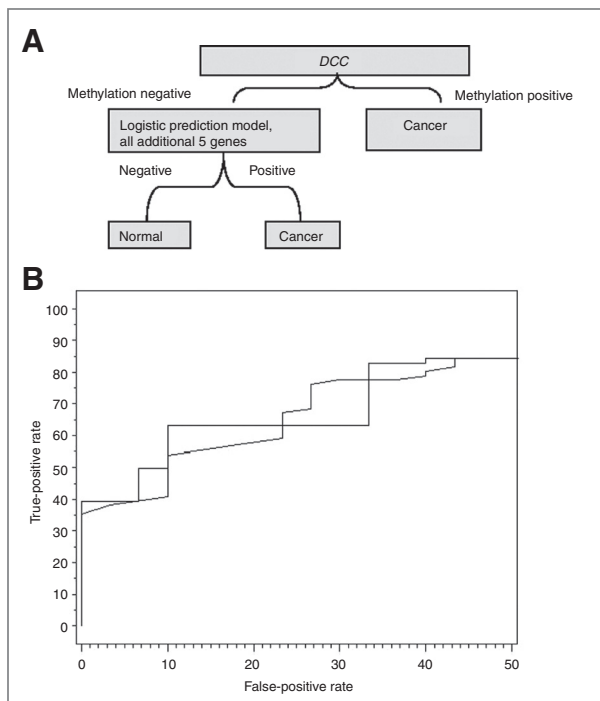 A
DCC
Methylation negative
Methylation positive
Logistic prediction model,
all additional 5 genes
Cancer
Negative
Positive
Normal
Cancer
B
100
90
80
70
60
50
40
30
20
10
0
True-positive rate
0 10 20 30 40 50
False-positive rate